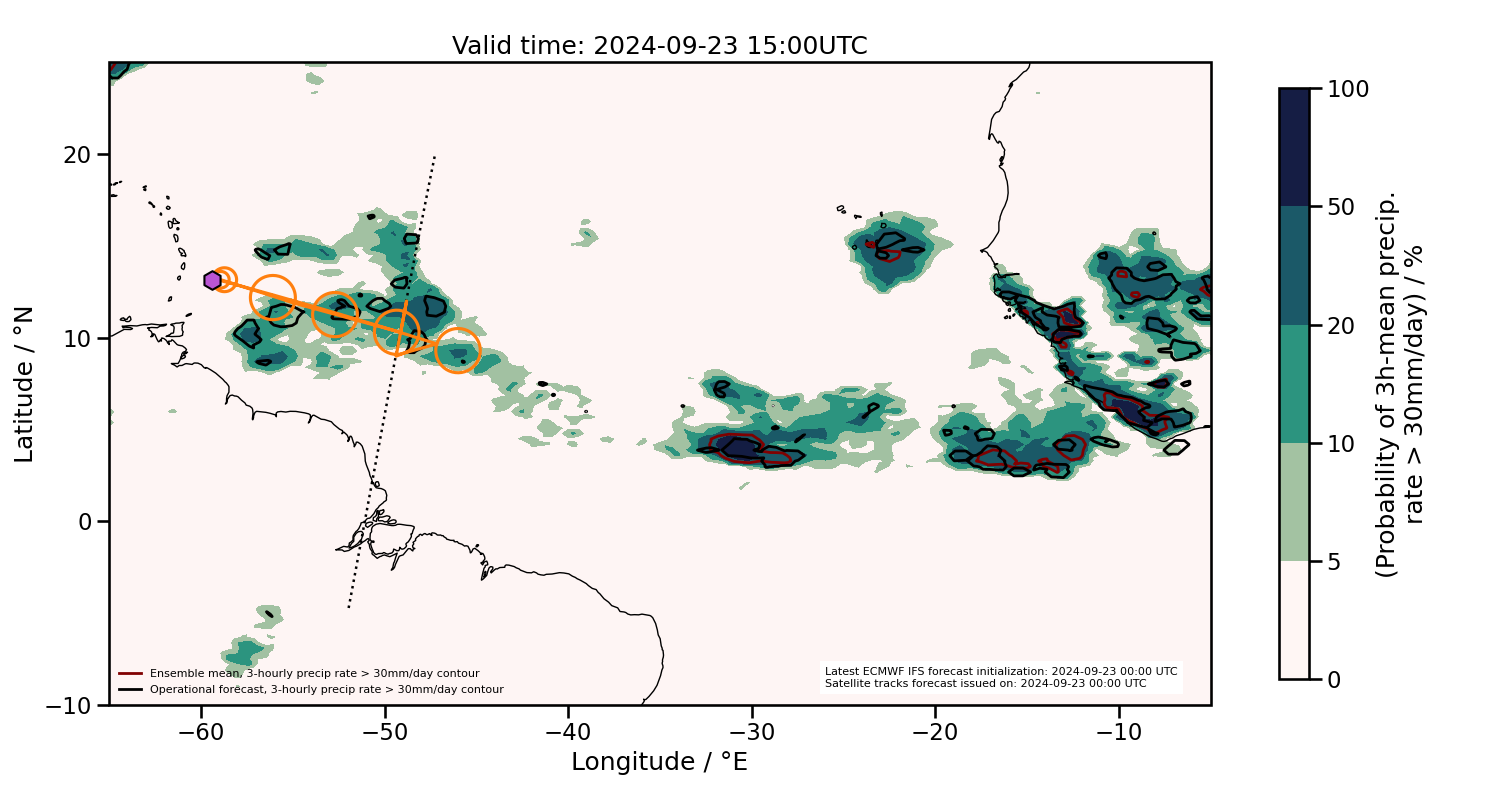 Valid time: 2024-09-23 15:00UTC
Latitude / °N
20
10
0
−10
−60
−50
−40
−30
−20
−10
Longitude / °E
Ensemble mean, 3-hourly precip rate > 30mm/day contour
Operational forecast, 3-hourly precip rate > 30mm/day contour
Latest ECMWF IFS forecast initialization: 2024-09-23 00:00 UTC
Satellite tracks forecast issued on: 2024-09-23 00:00 UTC
100
50
20
10
5
0
(Probability of 3h-mean precip.
rate > 30mm/day) / %